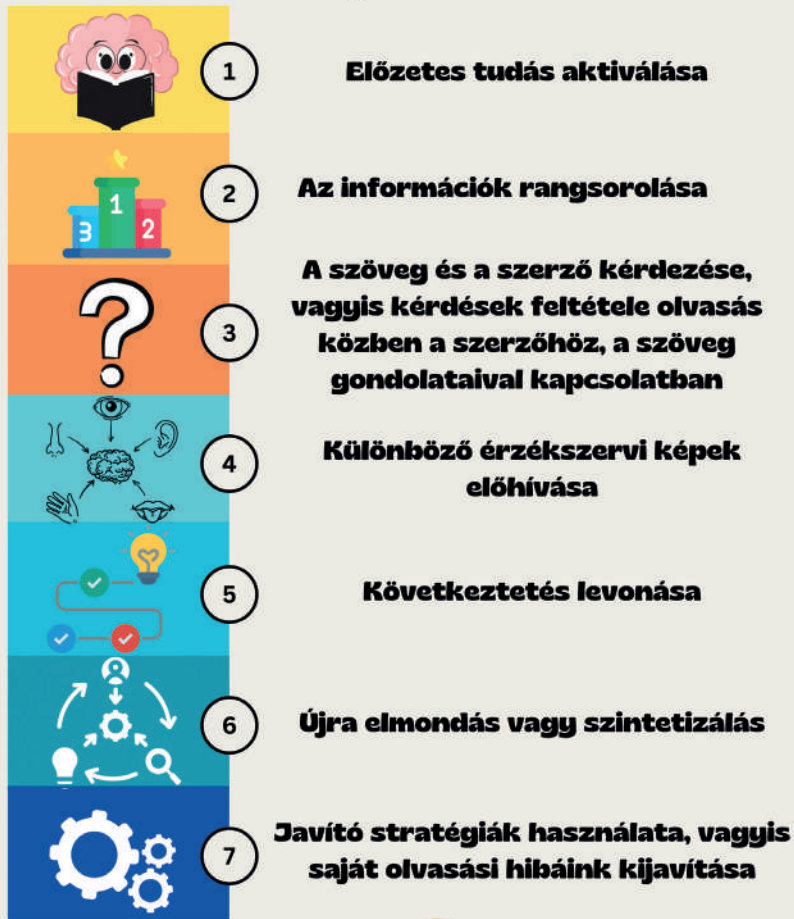 1
Előzetes tudás aktiválása
1
3
2
2
Az információk rangsorolása
3
A szöveg és a szerző kérdezése,
vagyis kérdések feltétele olvasás
közben a szerzőhöz, a szöveg
gondolataival kapcsolatban
4
Különböző érzékszervi képek
előhívása
5
Következtetés levonása
6
Újra elmondás vagy szintetizálás
7
Javító stratégiák használata, vagyis
saját olvasási hibáink kijavítása